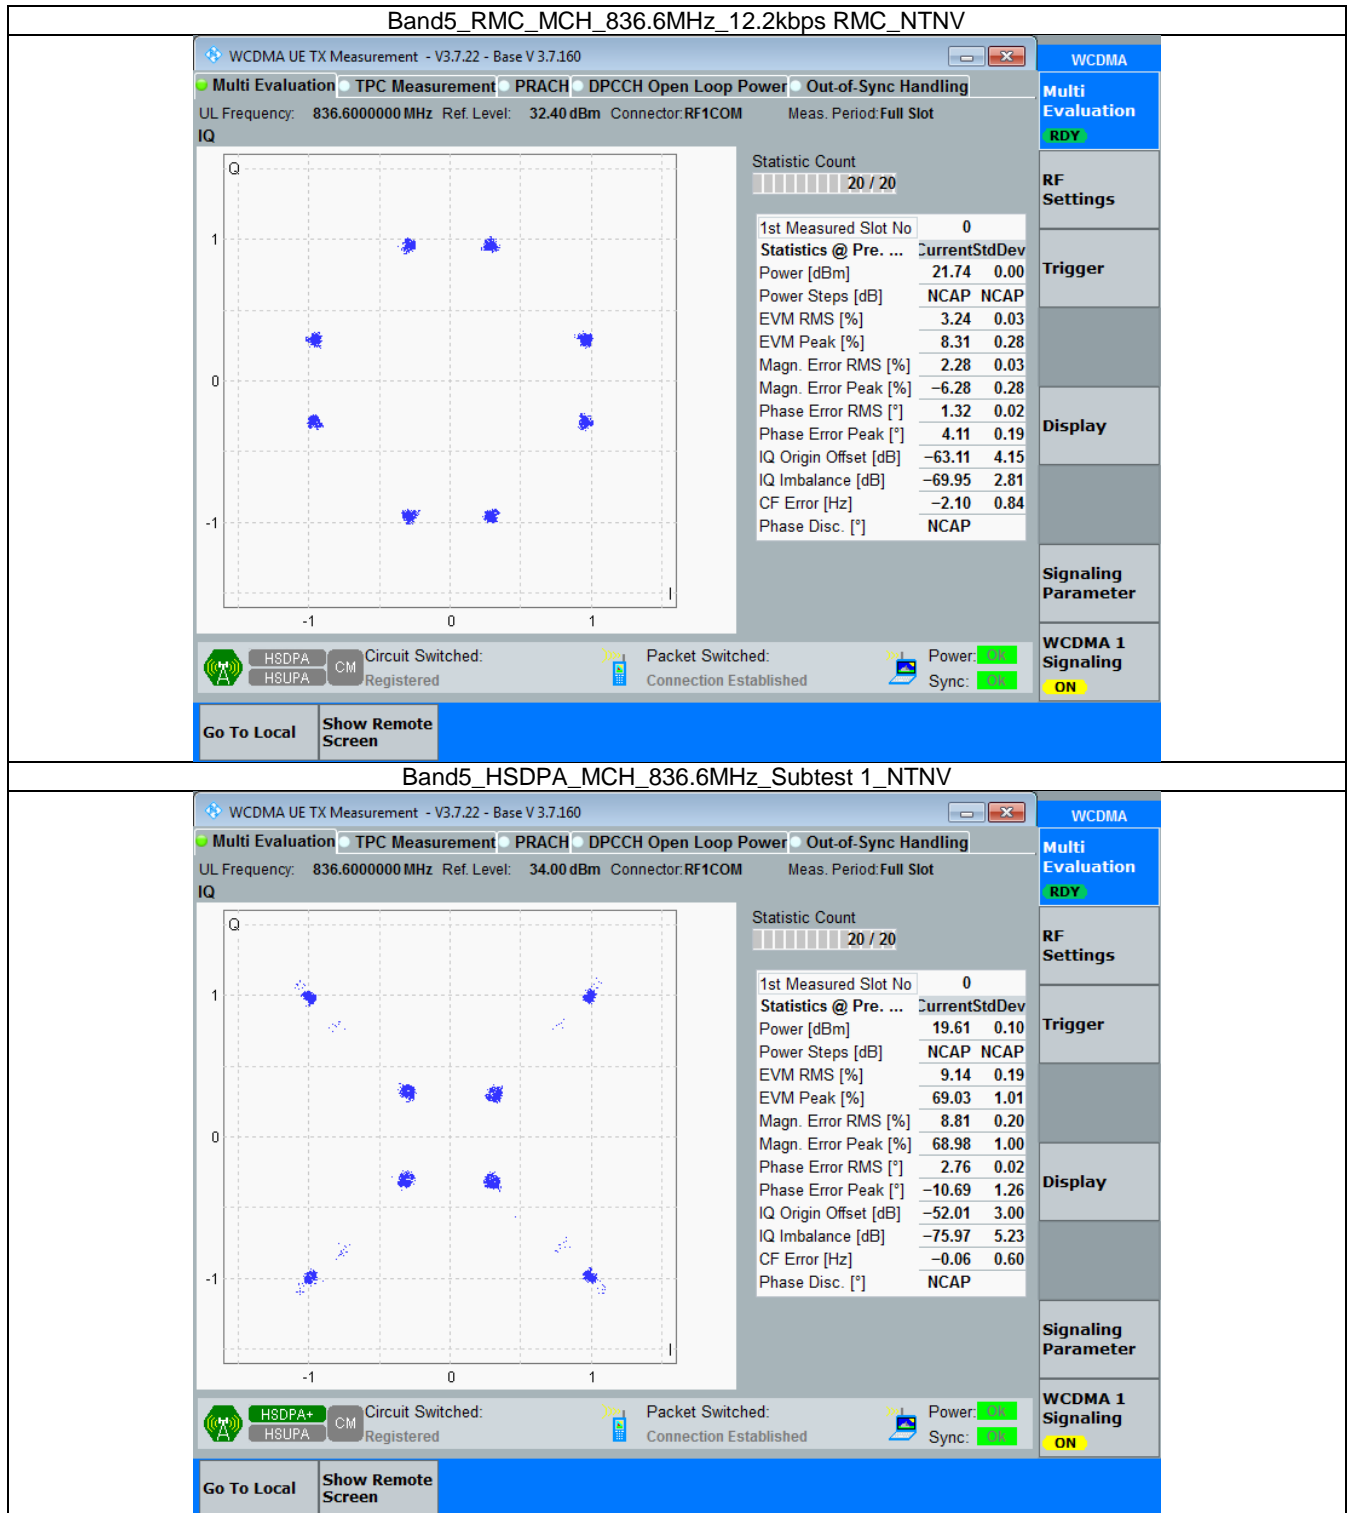 Band5_RMC_MCH_836.6MHz_12.2kbps RMC_NTNV
WCDMA UE TX Measurement - V3.7.22 - Base V 3.7.160
WCDMA
Multi Evaluation TPC Measurement PRACH DPCCH Open Loop Power Out-of-Sync Handling
Multi
Evaluation
RDY
UL Frequency: 836.6000000 MHz Ref. Level: 32.40 dBm Connector: RF1COM Meas. Period: Full Slot
IQ
Q
1
0
-1
-1 0 1
I
Statistic Count
20 / 20
1st Measured Slot No 0
Statistics @ Pre. ... Current StdDev
Power [dBm] 21.74 0.00
Power Steps [dB] NCAP NCAP
EVM RMS [%] 3.24 0.03
EVM Peak [%] 8.31 0.28
Magn. Error RMS [%] 2.28 0.03
Magn. Error Peak [%] −6.28 0.28
Phase Error RMS [°] 1.32 0.02
Phase Error Peak [°] 4.11 0.19
IQ Origin Offset [dB] −63.11 4.15
IQ Imbalance [dB] −69.95 2.81
CF Error [Hz] −2.10 0.84
Phase Disc. [°] NCAP
RF
Settings
Trigger
Display
Signaling
Parameter
WCDMA 1
Signaling
ON
HSDPA
HSUPA
CM
Circuit Switched:
Registered
Packet Switched:
Connection Established
Power: Ok
Sync: Ok
Go To Local
Show Remote
Screen
Band5_HSDPA_MCH_836.6MHz_Subtest 1_NTNV
WCDMA UE TX Measurement - V3.7.22 - Base V 3.7.160
WCDMA
Multi Evaluation TPC Measurement PRACH DPCCH Open Loop Power Out-of-Sync Handling
Multi
Evaluation
RDY
UL Frequency: 836.6000000 MHz Ref. Level: 34.00 dBm Connector: RF1COM Meas. Period: Full Slot
IQ
Q
1
0
-1
-1 0 1
I
Statistic Count
20 / 20
1st Measured Slot No 0
Statistics @ Pre. ... Current StdDev
Power [dBm] 19.61 0.10
Power Steps [dB] NCAP NCAP
EVM RMS [%] 9.14 0.19
EVM Peak [%] 69.03 1.01
Magn. Error RMS [%] 8.81 0.20
Magn. Error Peak [%] 68.98 1.00
Phase Error RMS [°] 2.76 0.02
Phase Error Peak [°] −10.69 1.26
IQ Origin Offset [dB] −52.01 3.00
IQ Imbalance [dB] −75.97 5.23
CF Error [Hz] −0.06 0.60
Phase Disc. [°] NCAP
RF
Settings
Trigger
Display
Signaling
Parameter
WCDMA 1
Signaling
ON
HSDPA+
HSUPA
CM
Circuit Switched:
Registered
Packet Switched:
Connection Established
Power: Ok
Sync: Ok
Go To Local
Show Remote
Screen